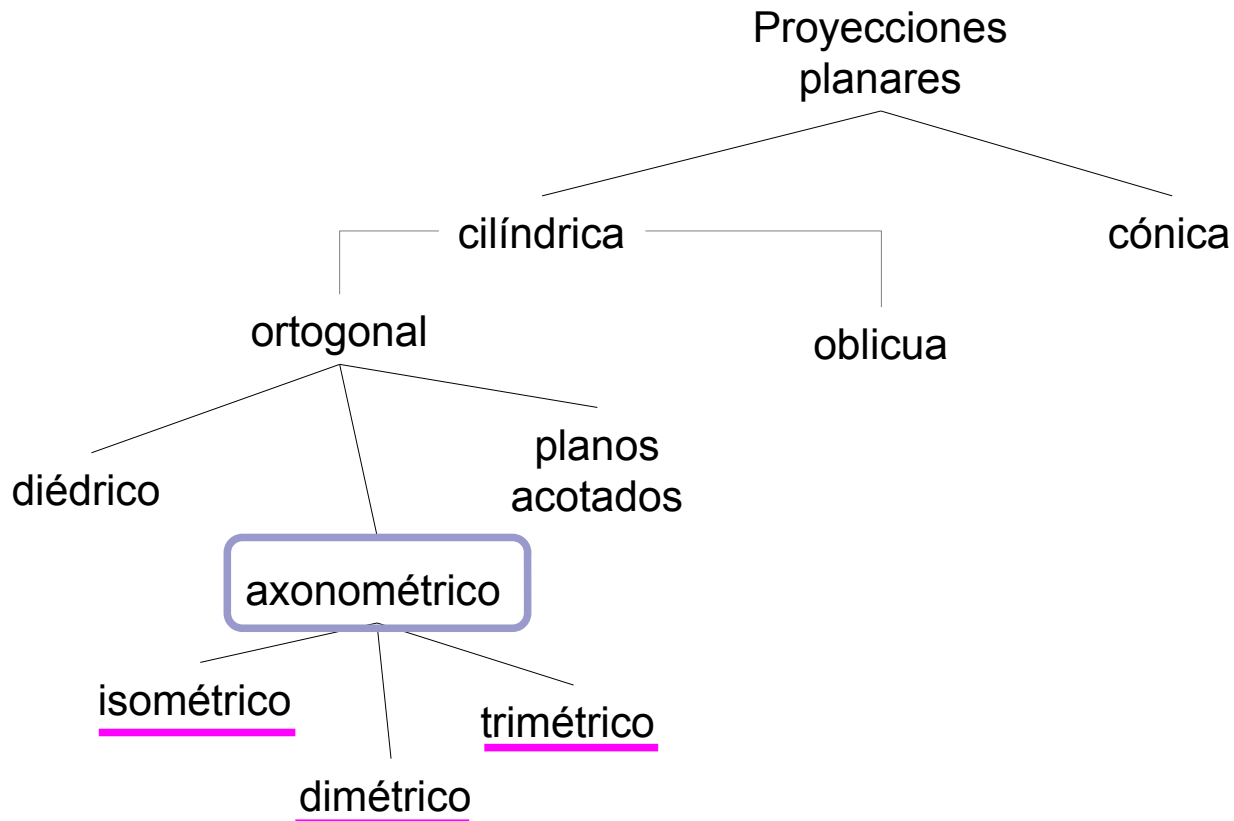 Proyecciones
planares
cilíndrica
cónica
ortogonal
oblicua
diédrico
planos
acotados
axonométrico
isométrico
trimétrico
dimétrico